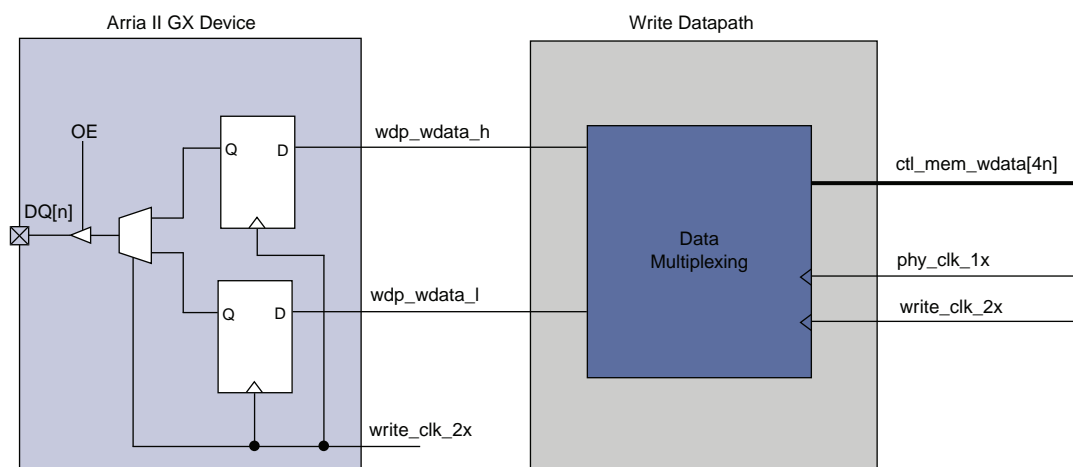 Arria II GX Device
Write Datapath
OE
Q
D
wdp_wdata_h
ctl_mem_wdata[4n]
DQ[n]
Data
Multiplexing
phy_clk_1x
Q
D
wdp_wdata_l
write_clk_2x
write_clk_2x